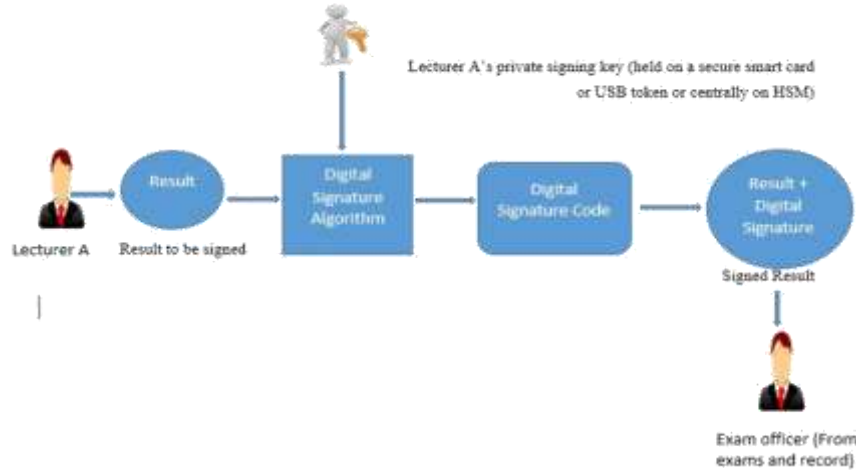 Lecturer A's private signing key (held on a secure smart card
or USB token or centrally on HSM)
Lecturer A
Result
Result to be signed
Digital
Signature
Algorithm
Digital
Signature Code
Result +
Digital
Signature
Signed Result
Exam officer (From
exams and record)